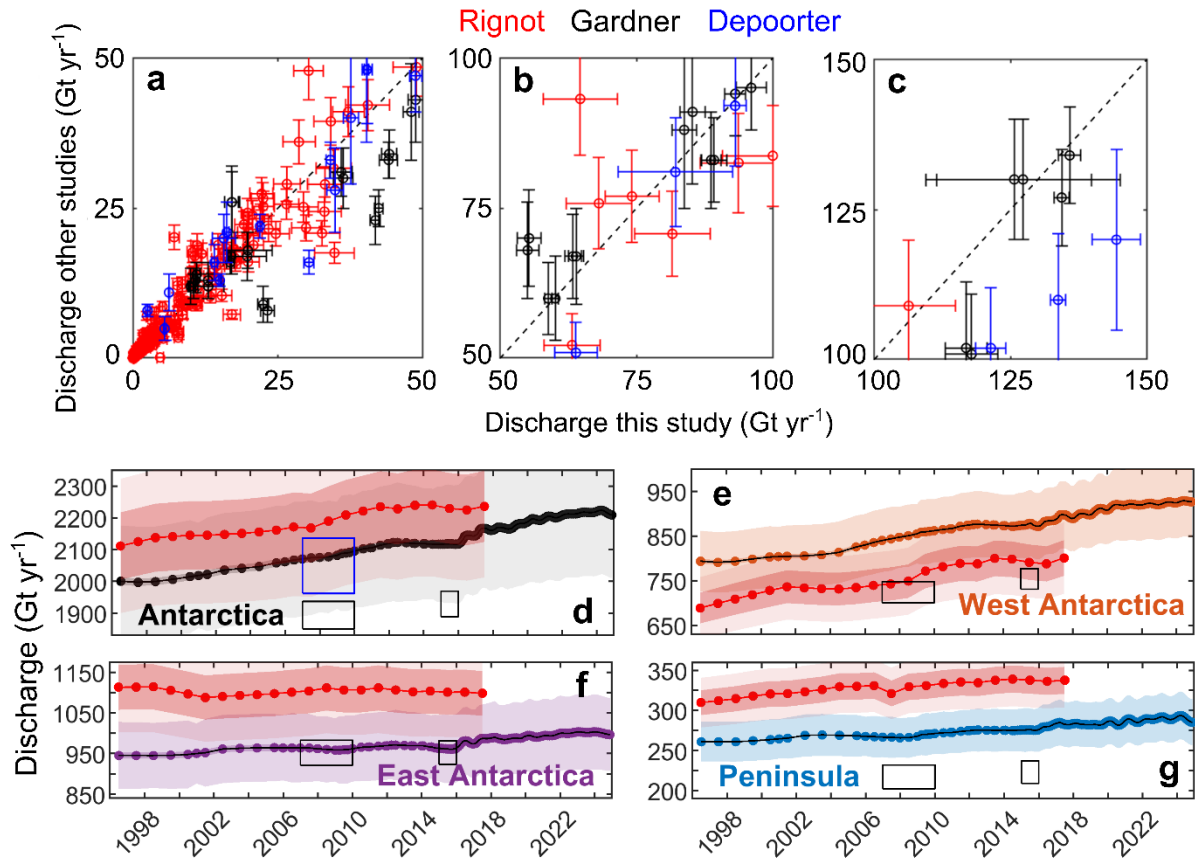 Rignot Gardner Depoorter
Discharge other studies (Gt yr⁻¹)
a
50
25
0
0 25 50
b
100
75
50
50 75 100
c
150
125
100
100 125 150
Discharge this study (Gt yr⁻¹)
Discharge (Gt yr⁻¹)
2300
2200
2100
2000
1900
Antarctica
d
950
850
750
650
e
West Antarctica
1150
1050
950
850
f
East Antarctica
1998 2002 2006 2010 2014 2018 2022
350
300
250
200
Peninsula
g
1998 2002 2006 2010 2014 2018 2022